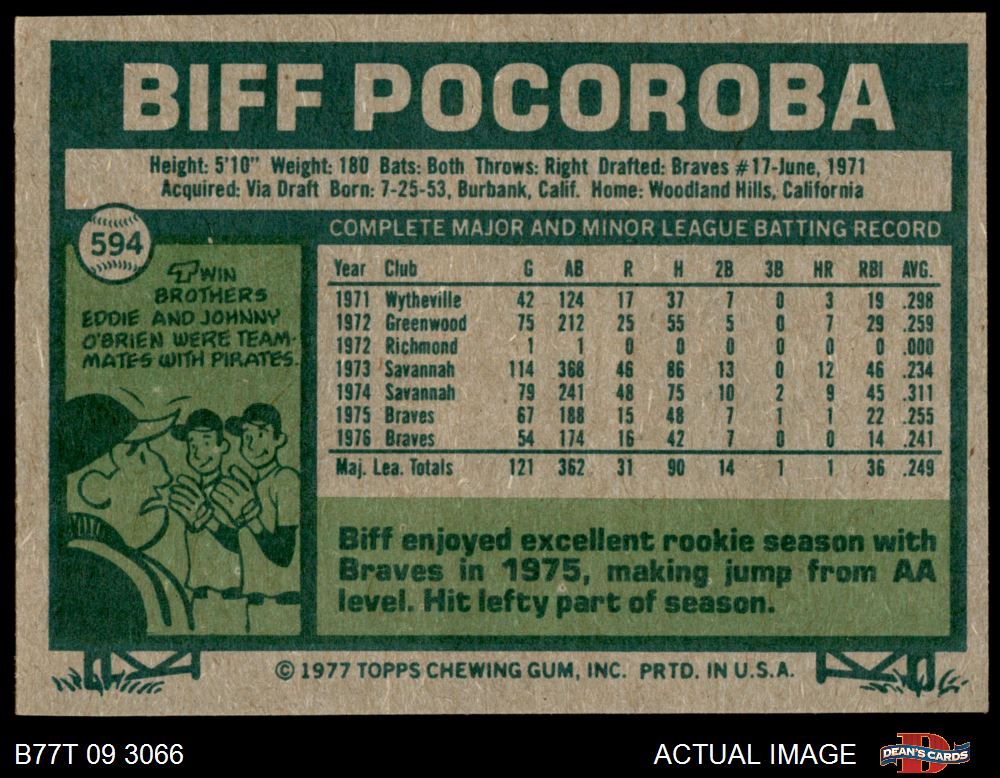 BIFF POCOROBA
Height: 5'10" Weight: 180 Bats: Both Throws: Right Drafted: Braves #17-June, 1971
Acquired: Via Draft Born: 7-25-53, Burbank, Calif. Home: Woodland Hills, California
594
TWIN
BROTHERS
EDDIE AND JOHNNY
O'BRIEN WERE TEAM-
MATES WITH PIRATES.
COMPLETE MAJOR AND MINOR LEAGUE BATTING RECORD
Year Club G AB R H 2B 3B HR RBI AVG.
1971 Wytheville 42 124 17 37 7 0 3 19 .298
1972 Greenwood 75 212 25 55 5 0 7 29 .259
1972 Richmond 1 1 0 0 0 0 0 0 .000
1973 Savannah 114 368 46 86 13 0 12 46 .234
1974 Savannah 79 241 48 75 10 2 9 45 .311
1975 Braves 67 188 15 48 7 1 1 22 .255
1976 Braves 54 174 16 42 7 0 0 14 .241
Maj. Lea. Totals 121 362 31 90 14 1 1 36 .249
Biff enjoyed excellent rookie season with
Braves in 1975, making jump from AA
level. Hit lefty part of season.
© 1977 TOPPS CHEWING GUM, INC. PRTD. IN U.S.A.
B77T 09 3066
ACTUAL IMAGE
DEAN'S CARDS